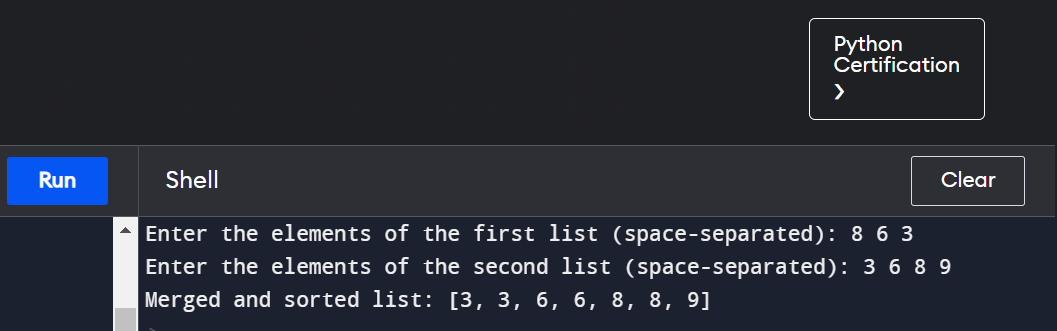 Python
Certification
❯
Run
Shell
Clear
Enter the elements of the first list (space-separated): 8 6 3
Enter the elements of the second list (space-separated): 3 6 8 9
Merged and sorted list: [3, 3, 6, 6, 8, 8, 9]